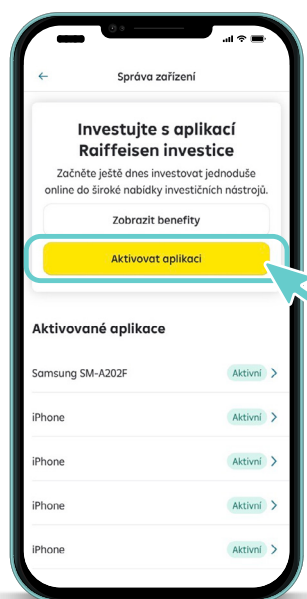 Správa zařízení
Investujte s aplikací
Raiffeisen investice
Začněte ještě dnes investovat jednoduše
online do široké nabídky investičních nástrojů.
Zobrazit benefity
Aktivovat aplikaci
Aktivované aplikace
Samsung SM-A202F Aktivní
iPhone Aktivní
iPhone Aktivní
iPhone Aktivní
iPhone Aktivní